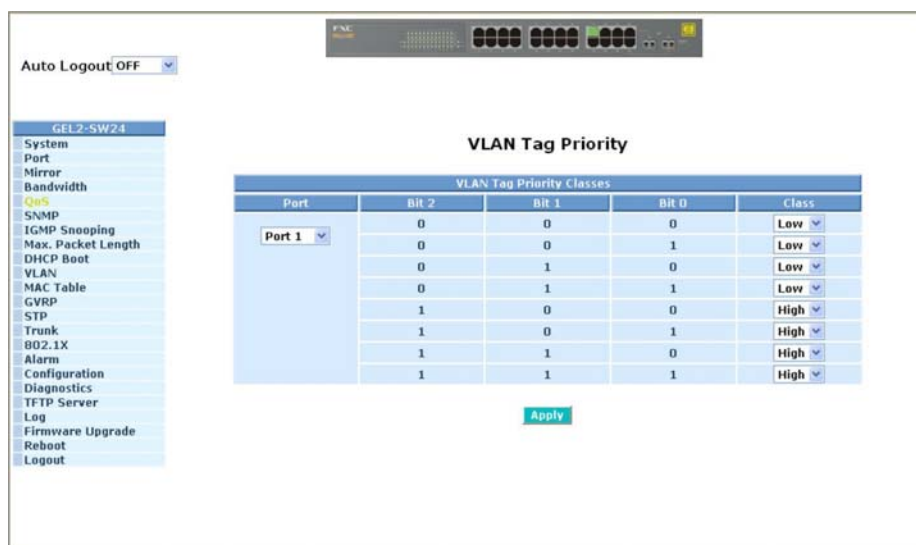 FXC
Auto Logout OFF
GEL2-SW24
System
Port
Mirror
Bandwidth
QoS
SNMP
IGMP Snooping
Max. Packet Length
DHCP Boot
VLAN
MAC Table
GVRP
STP
Trunk
802.1X
Alarm
Configuration
Diagnostics
TFTP Server
Log
Firmware Upgrade
Reboot
Logout
VLAN Tag Priority
VLAN Tag Priority Classes
Port Bit 2 Bit 1 Bit 0 Class
Port 1 0 0 0 Low
0 0 1 Low
0 1 0 Low
0 1 1 Low
1 0 0 High
1 0 1 High
1 1 0 High
1 1 1 High
Apply